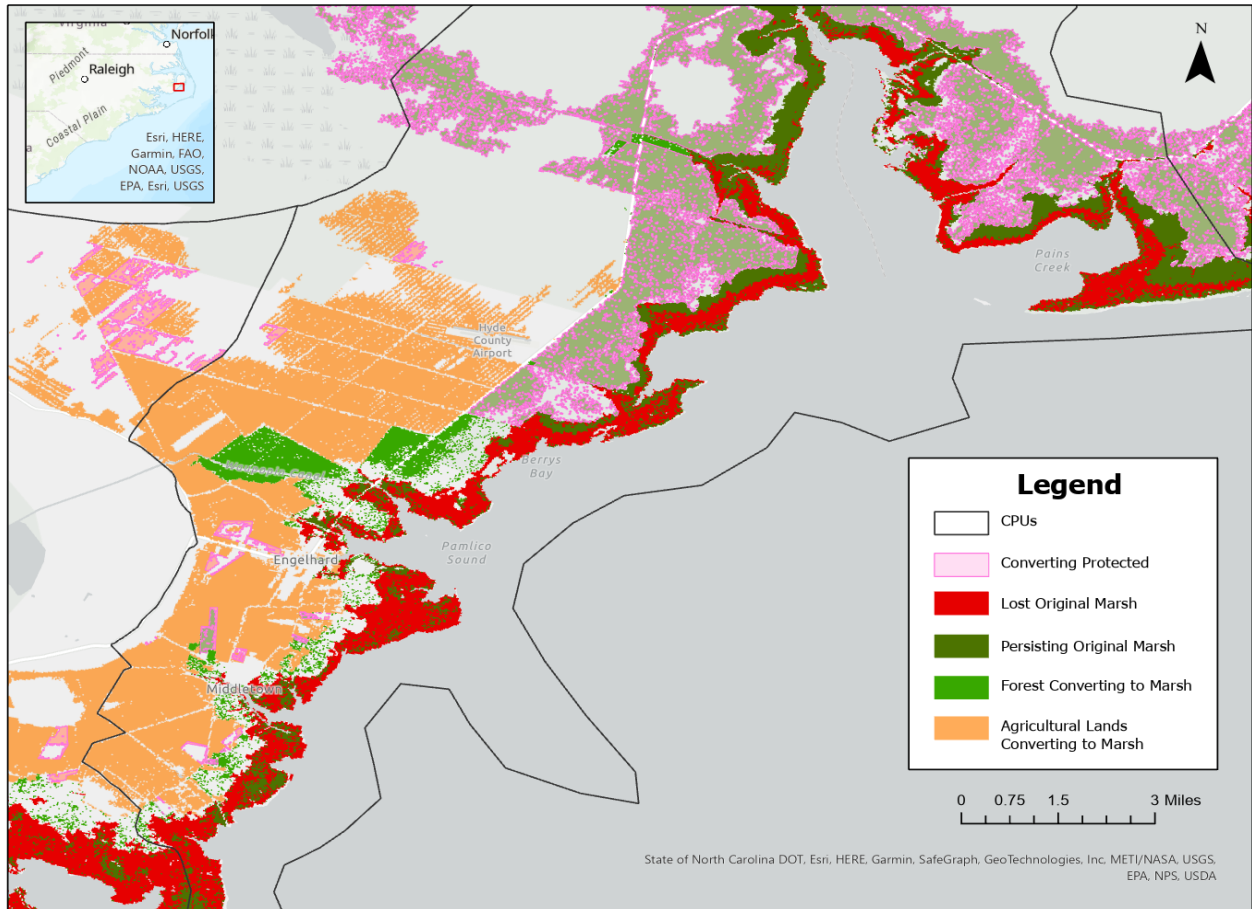 Virginia
Norfolk
Piedmont
Raleigh
Coastal Plain
a
Esri, HERE,
Garmin, FAO,
NOAA, USGS,
EPA, Esri, USGS
N
Pains
Creek
Hyde
County
Airport
Berrys
Bay
Pamlico
Sound
Engelhard
Middletown
Legend
CPUs
Converting Protected
Lost Original Marsh
Persisting Original Marsh
Forest Converting to Marsh
Agricultural Lands
Converting to Marsh
0 0.75 1.5 3 Miles
State of North Carolina DOT, Esri, HERE, Garmin, SafeGraph, GeoTechnologies, Inc, METI/NASA, USGS,
EPA, NPS, USDA